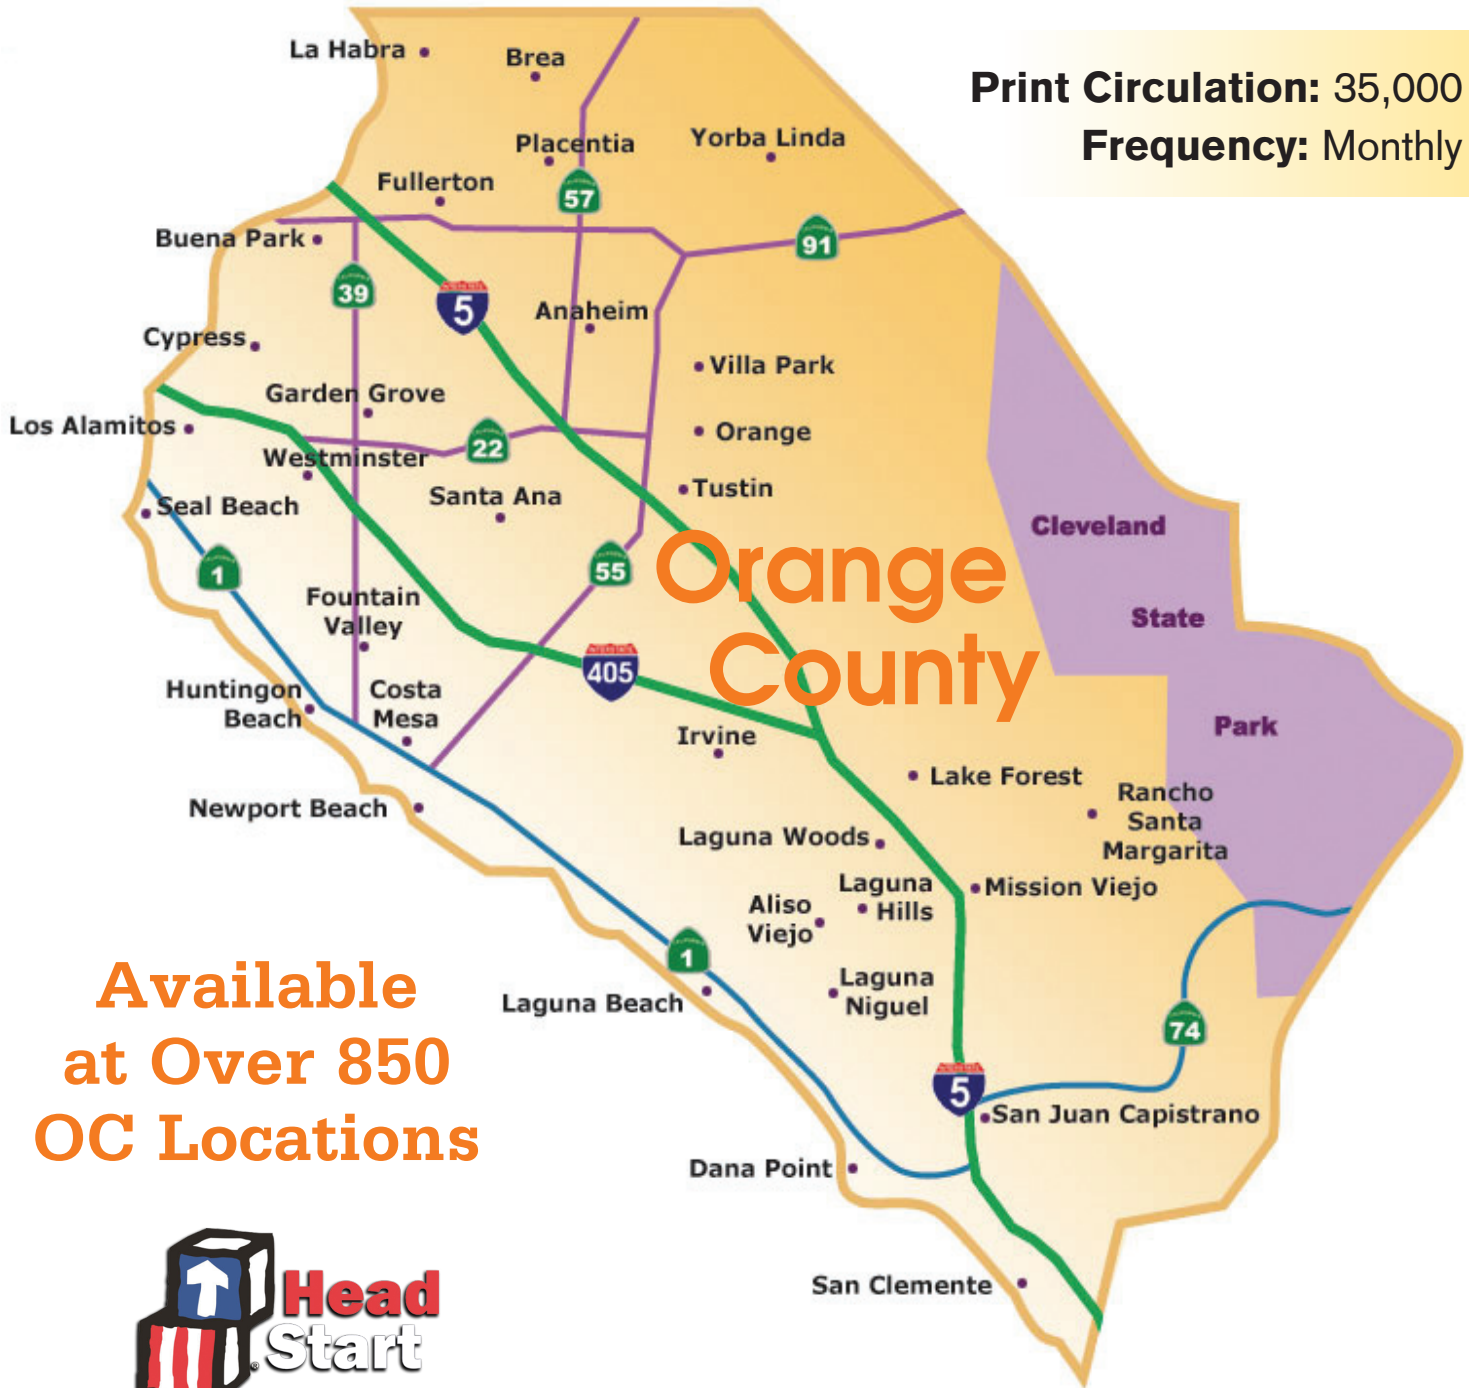 La Habra
Brea
Print Circulation: 35,000
Frequency: Monthly
Placentia
Yorba Linda
Fullerton
57
Buena Park
91
39
5
Anaheim
Cypress
Villa Park
Garden Grove
Los Alamitos
Orange
22
Westminster
Tustin
Santa Ana
Seal Beach
Cleveland
1
55
Orange
County
Fountain
Valley
State
INTERSTATE
405
Huntingon
Beach
Costa
Mesa
Park
Irvine
Lake Forest
Rancho
Santa
Margarita
Newport Beach
Laguna Woods
Laguna
Hills
Mission Viejo
Aliso
Viejo
1
Laguna
Niguel
Laguna Beach
74
Available
at Over 850
OC Locations
5
San Juan Capistrano
Dana Point
San Clemente
Head
Start
®